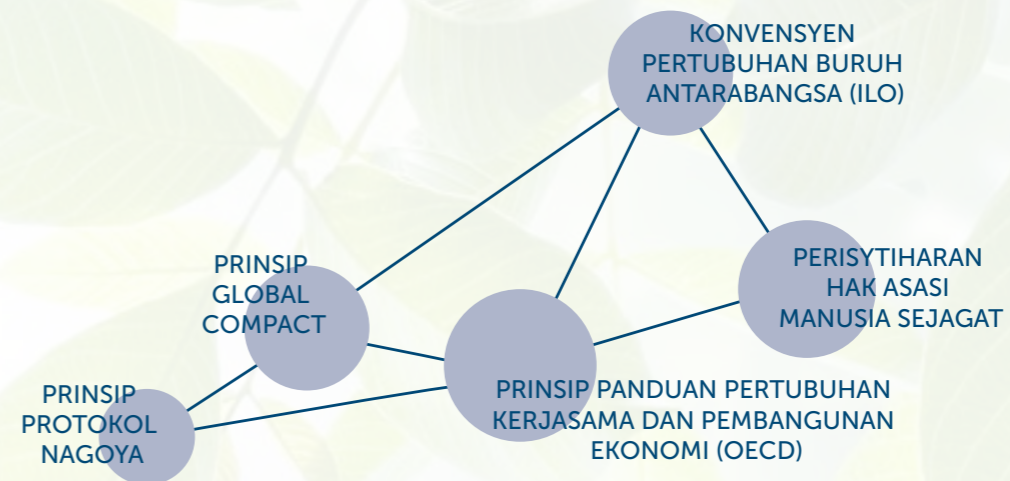 KONVENSYEN
PERTUBUHAN BURUH
ANTARABANGSA (ILO)
PERISYTIHARAN
HAK ASASI
MANUSIA SEJAGAT
PRINSIP
GLOBAL
COMPACT
PRINSIP PANDUAN PERTUBUHAN
KERJASAMA DAN PEMBANGUNAN
EKONOMI (OECD)
PRINSIP
PROTOKOL
NAGOYA